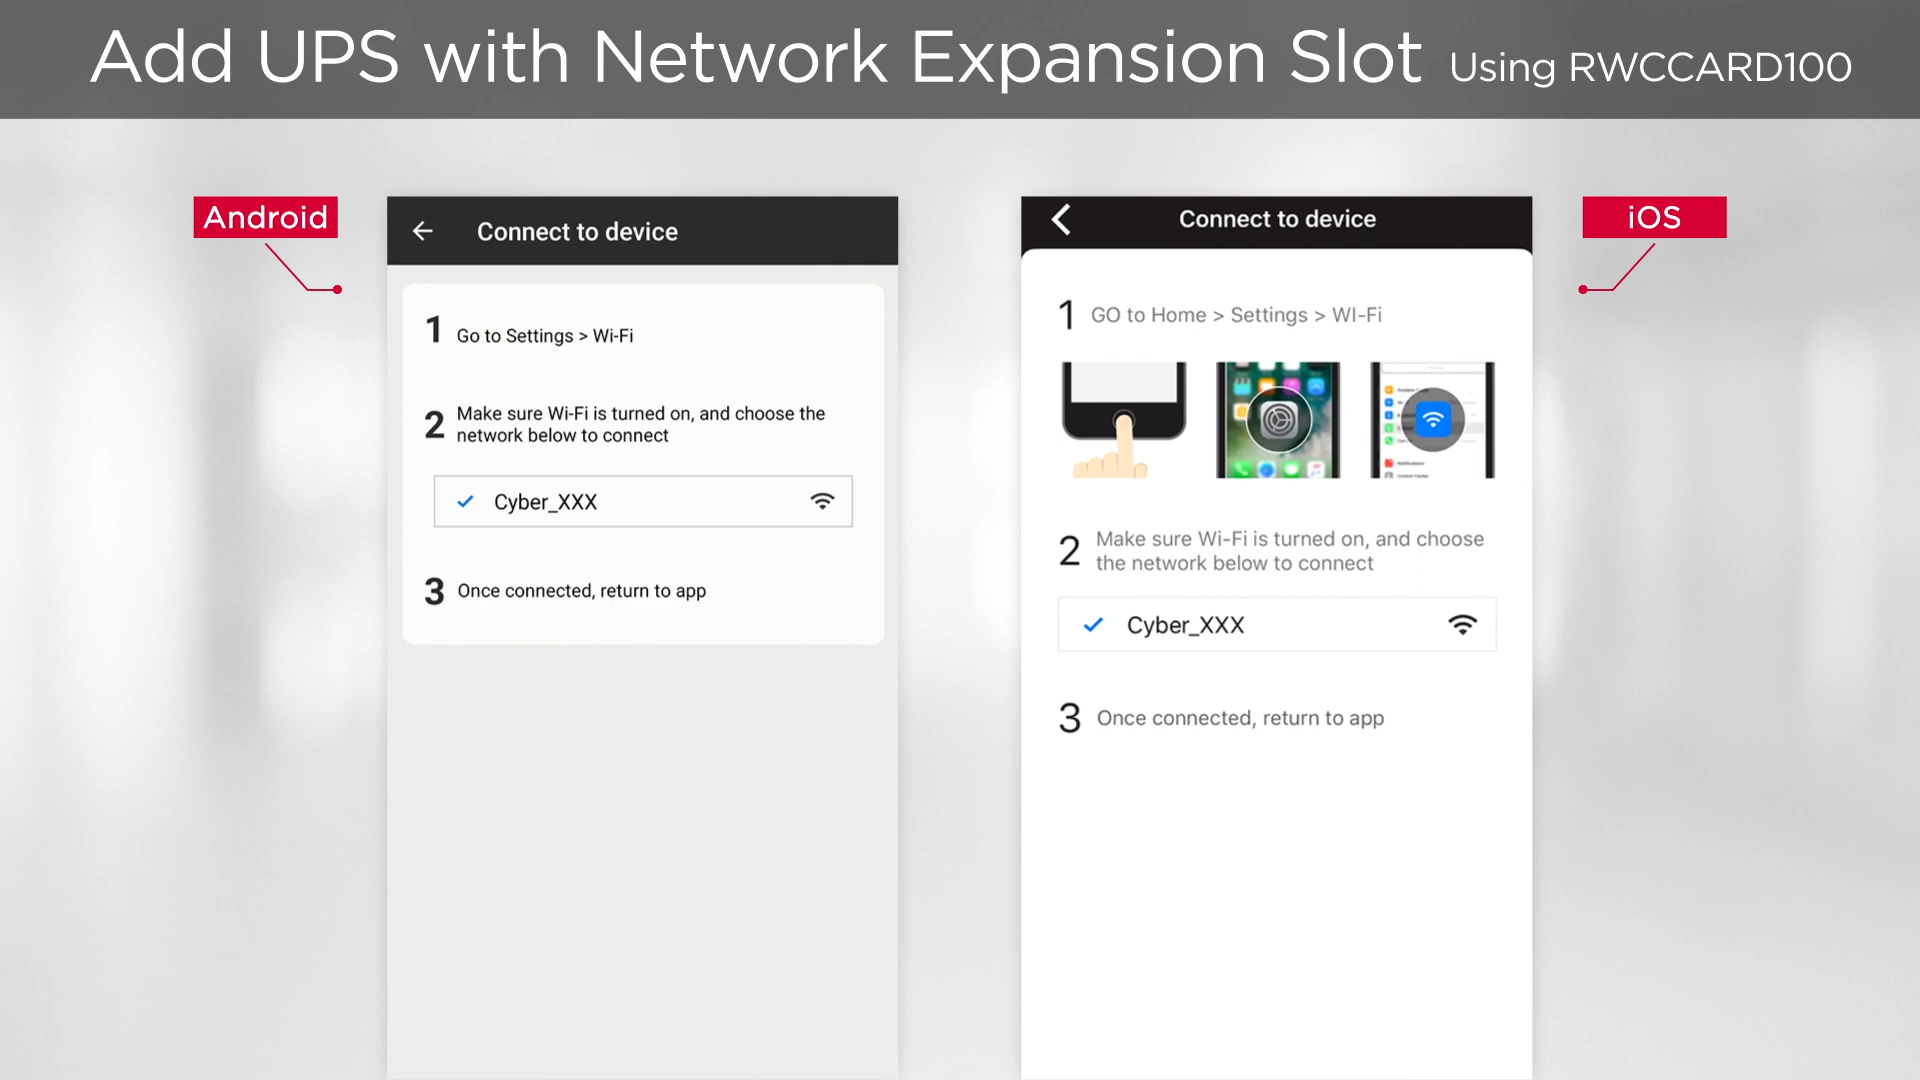 Add UPS with Network Expansion Slot Using RWCCARD100
Android
Connect to device
1 Go to Settings > Wi-Fi
2 Make sure Wi-Fi is turned on, and choose the
network below to connect
Cyber_XXX
3 Once connected, return to app
iOS
Connect to device
1 GO to Home > Settings > WI-Fi
2 Make sure Wi-Fi is turned on, and choose
the network below to connect
Cyber_XXX
3 Once connected, return to app